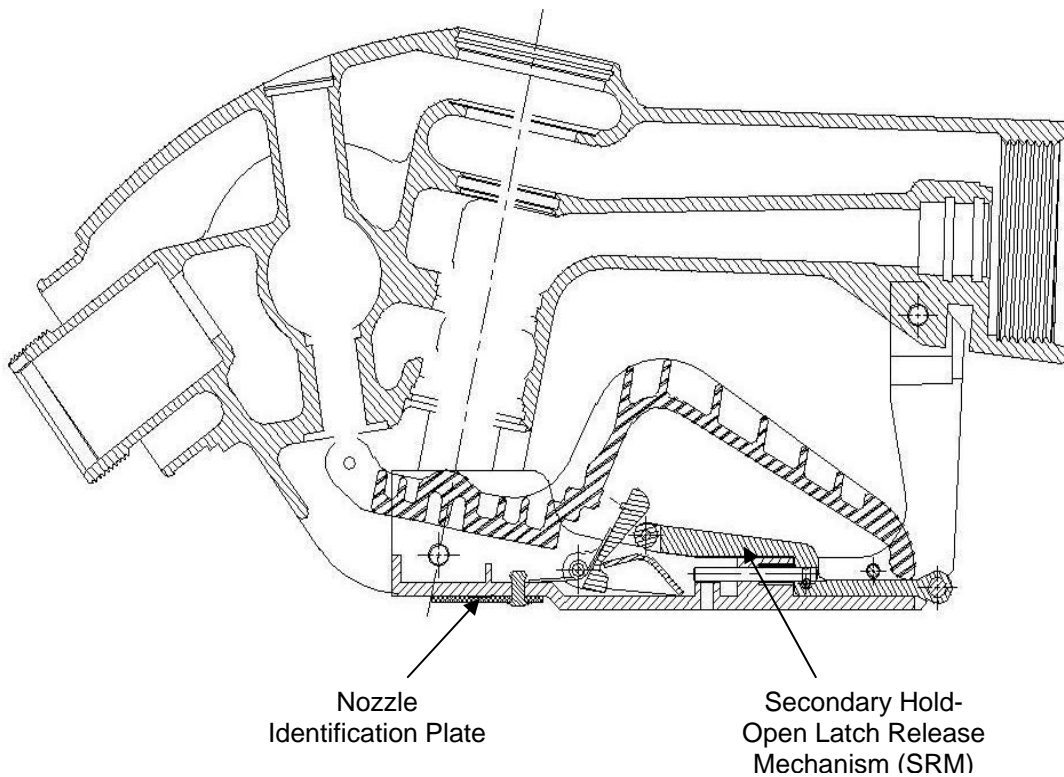 Nozzle
Identification Plate
Secondary Hold-
Open Latch Release
Mechanism (SRM)